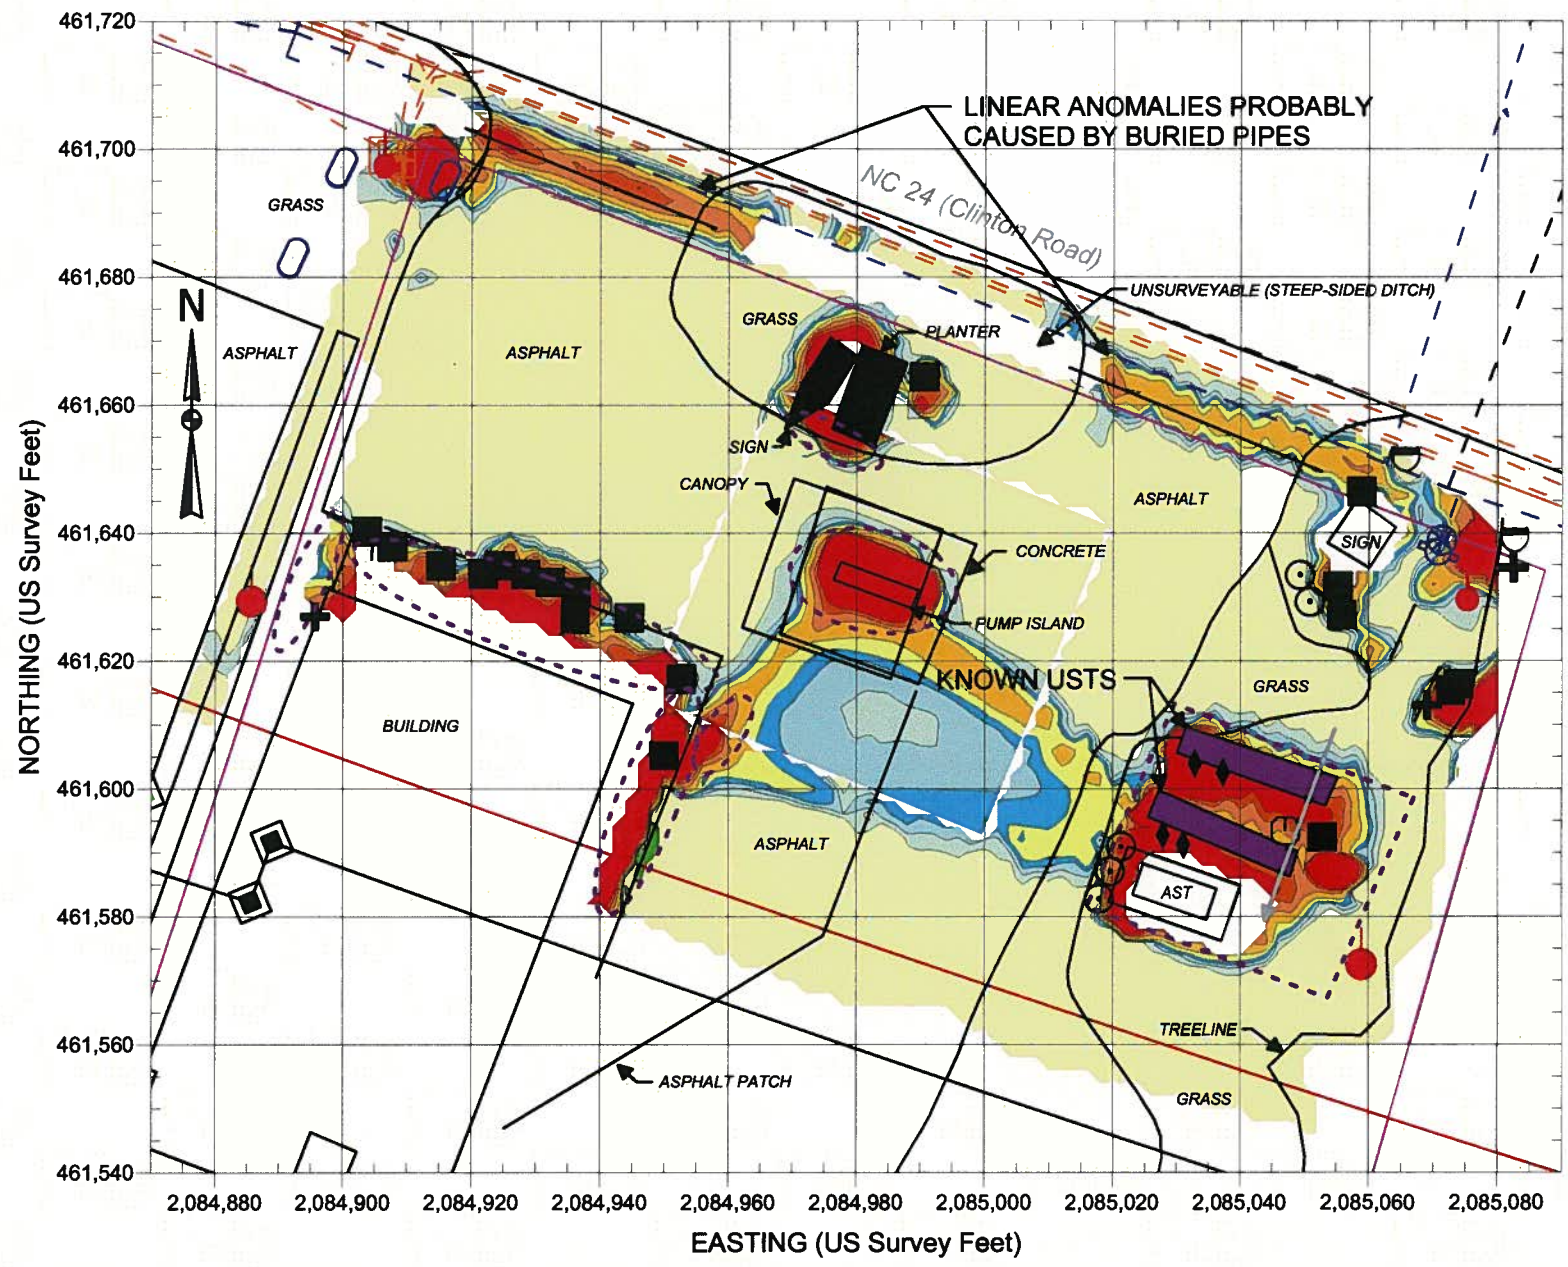 461,720
LINEAR ANOMALIES PROBABLY
CAUSED BY BURIED PIPES
461,700
NC 24 (Clinton Road)
GRASS
461,680
UNSURVEYABLE (STEEP-SIDED DITCH)
N
GRASS
PLANTER
ASPHALT
ASPHALT
461,660
SIGN
CANOPY
ASPHALT
461,640
SIGN
CONCRETE
PUMP ISLAND
461,620
KNOWN USTS
GRASS
BUILDING
461,600
ASPHALT
AST
461,580
TREELINE
461,560
ASPHALT PATCH
GRASS
461,540
NORTHING (US Survey Feet)
2,084,880 2,084,900 2,084,920 2,084,940 2,084,960 2,084,980 2,085,000 2,085,020 2,085,040 2,085,060 2,085,080
EASTING (US Survey Feet)